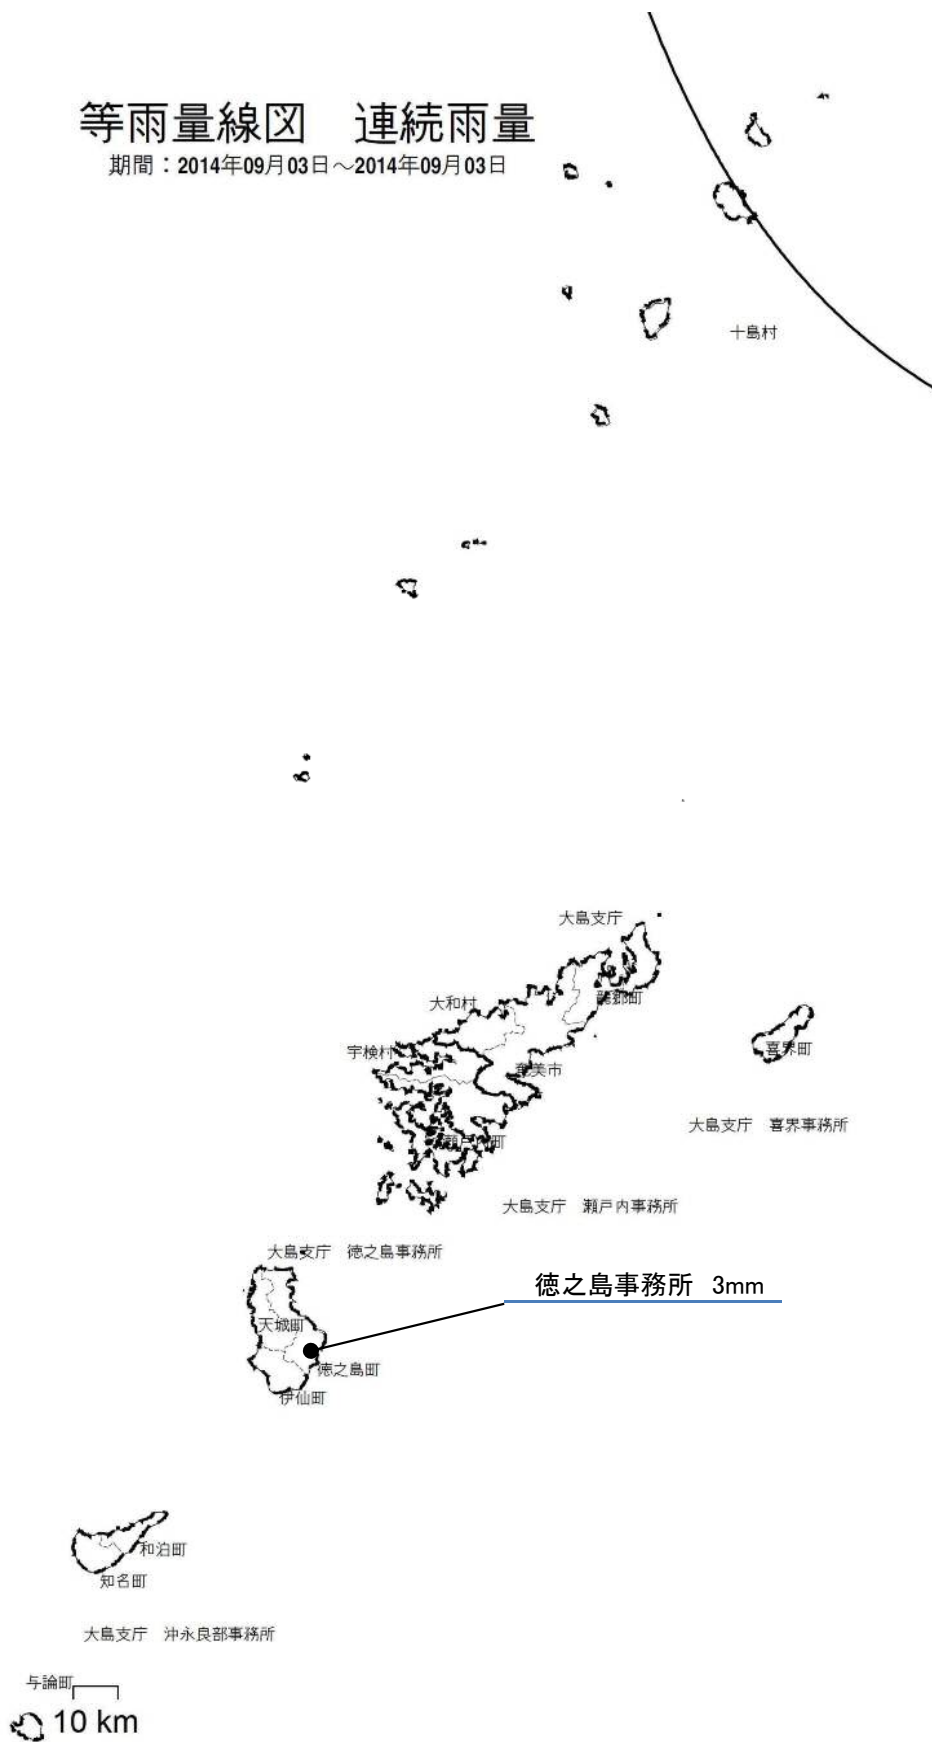 等雨量線図　連続雨量
期間：2014年09月03日～2014年09月03日
十島村
大島支庁
龍郷町
大和村
宇検村
奄美市
喜界町
大島支庁　喜界事務所
瀬戸内町
大島支庁　瀬戸内事務所
大島支庁　徳之島事務所
徳之島事務所　3mm
天城町
徳之島町
伊仙町
和泊町
知名町
大島支庁　沖永良部事務所
与論町
10 km